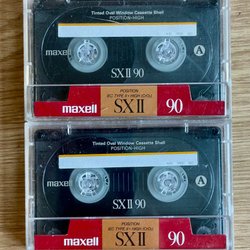 Tinted Oval Window Cassette Shell
POSITION-HIGH
maxell
A
SXII 90
maxell
POSITION
IEC TYPE II • HIGH (CrO₂)
SXII
90
Tinted Oval Window Cassette Shell
POSITION-HIGH
maxell
A
SXII 90
maxell
POSITION
IEC TYPE II • HIGH (CrO₂)
SXII
90